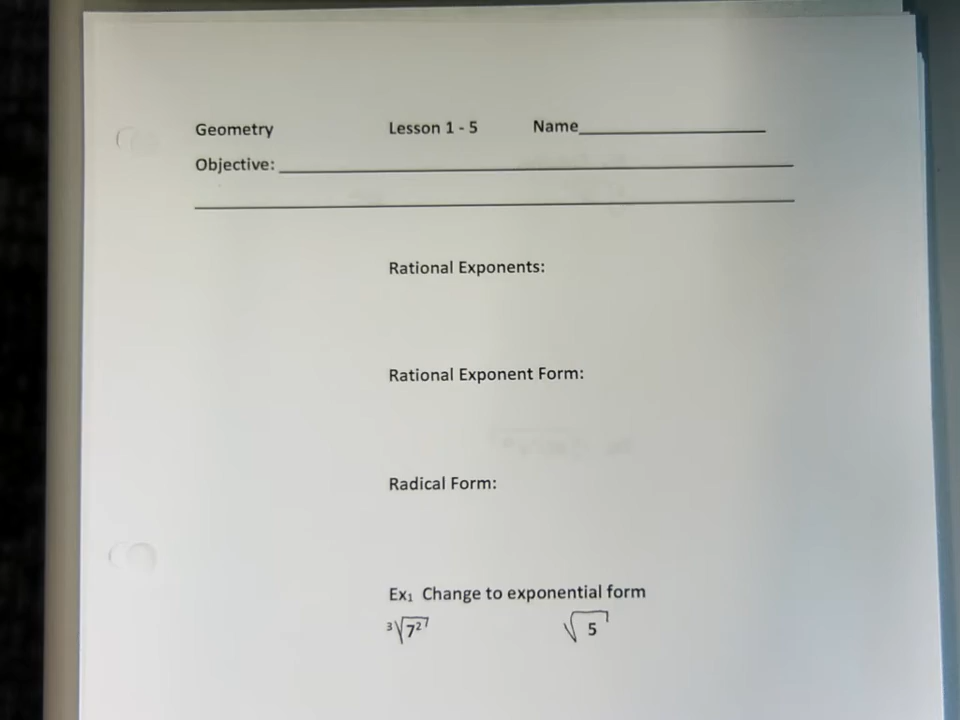 Geometry Lesson 1 - 5 Name
Objective:
Rational Exponents:
Rational Exponent Form:
Radical Form:
Ex₁ Change to exponential form
³√7² √5